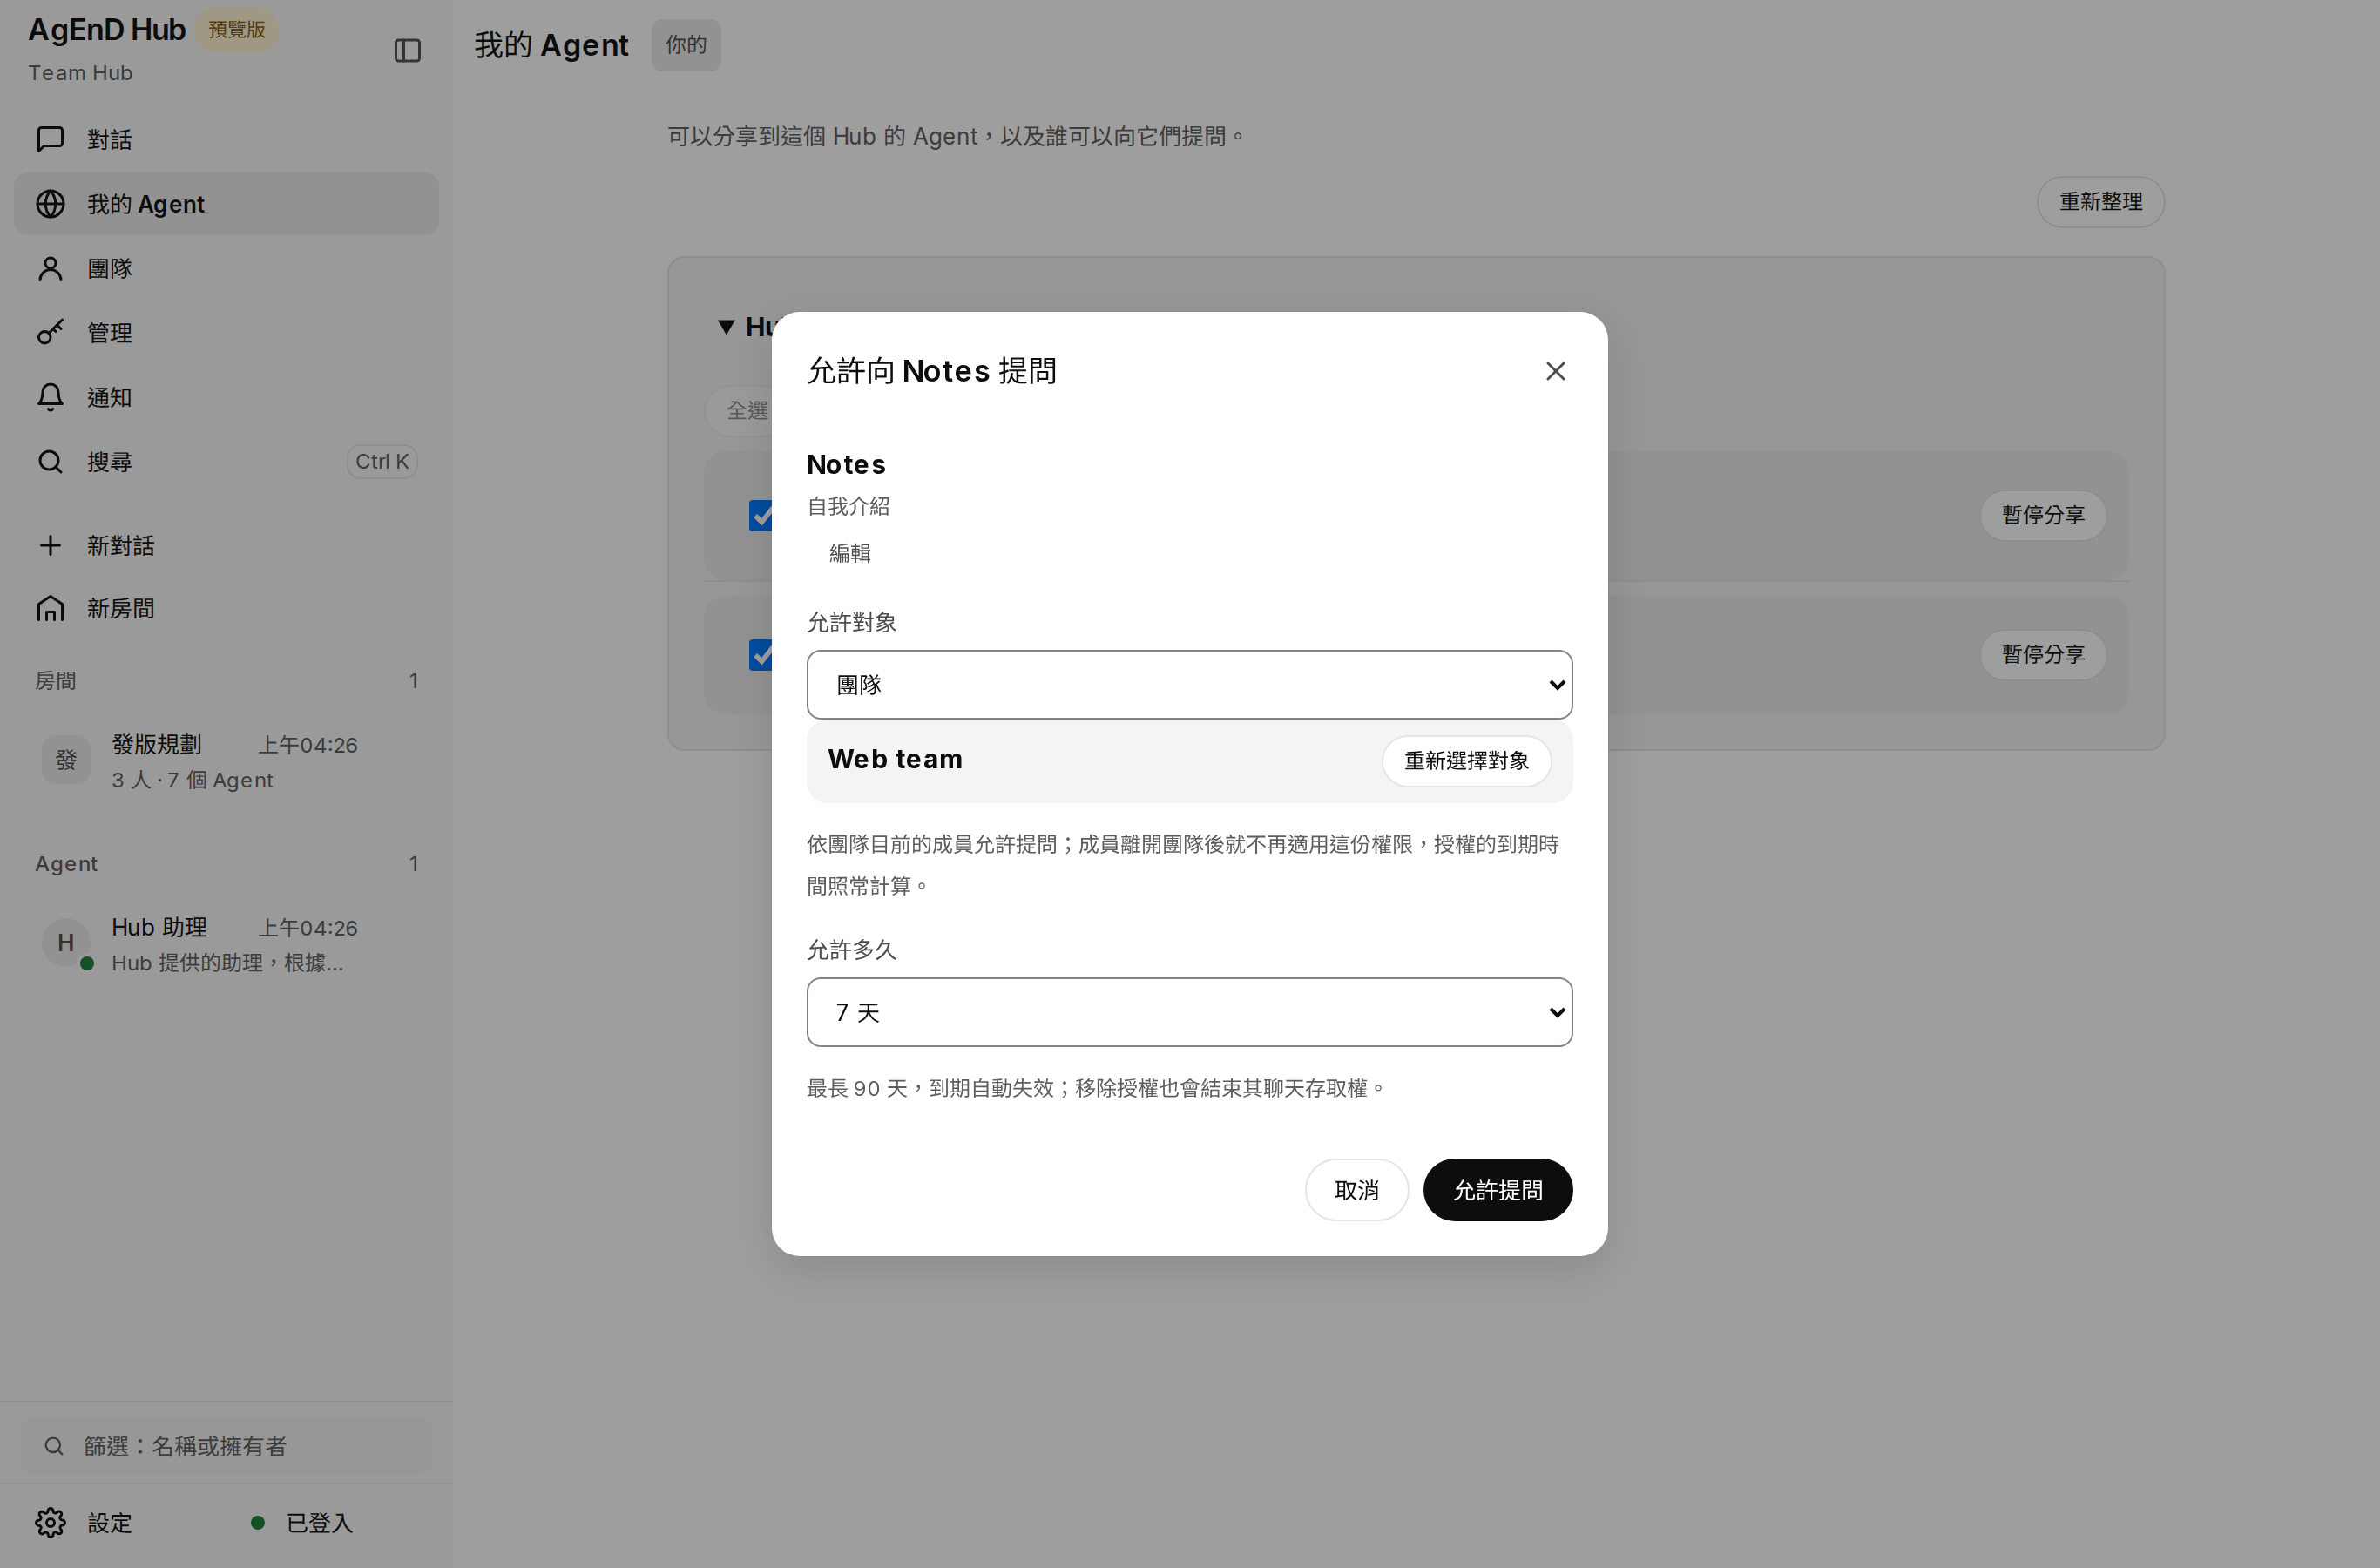 AgEnD Hub 預覽版
Team Hub
對話
我的 Agent
團隊
管理
通知
搜尋 Ctrl K
新對話
新房間
房間 1
發 發版規劃 上午04:26
3 人 · 7 個 Agent
Agent 1
H Hub 助理 上午04:26
Hub 提供的助理，根據...
篩選：名稱或擁有者
設定 已登入
我的 Agent 你的
可以分享到這個 Hub 的 Agent，以及誰可以向它們提問。
重新整理
全選
暫停分享
暫停分享
允許向 Notes 提問
Notes
自我介紹
編輯
允許對象
團隊
Web team 重新選擇對象
依團隊目前的成員允許提問；成員離開團隊後就不再適用這份權限，授權的到期時
間照常計算。
允許多久
7 天
最長 90 天，到期自動失效；移除授權也會結束其聊天存取權。
取消 允許提問